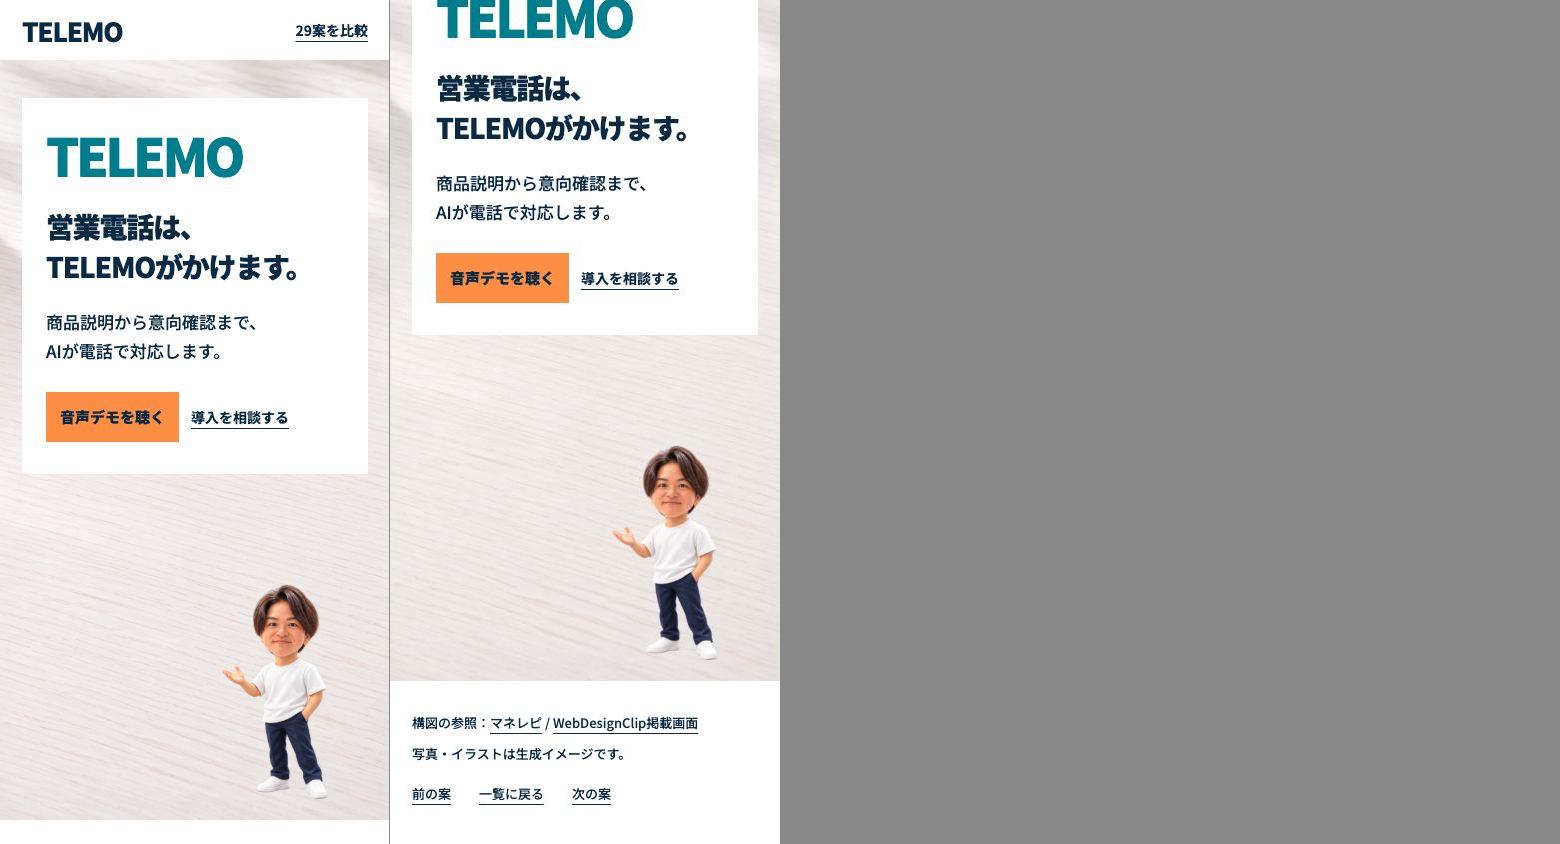 TELEMO
29案を比較
TELEMO
営業電話は、
TELEMOがかけます。
商品説明から意向確認まで、
AIが電話で対応します。
音声デモを聴く
導入を相談する
TELEMO
営業電話は、
TELEMOがかけます。
商品説明から意向確認まで、
AIが電話で対応します。
音声デモを聴く
導入を相談する
構図の参照：マネレピ / WebDesignClip掲載画面
写真・イラストは生成イメージです。
前の案
一覧に戻る
次の案